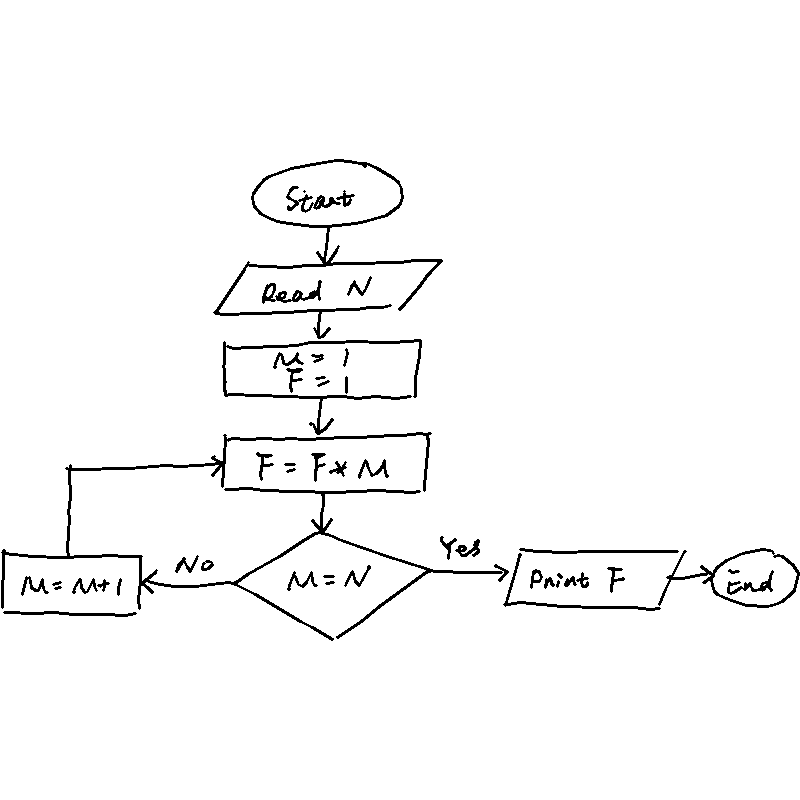 Start
Read N
M = 1
F = 1
F = F * M
No
M = N
Yes
M = M+1
Print F
End